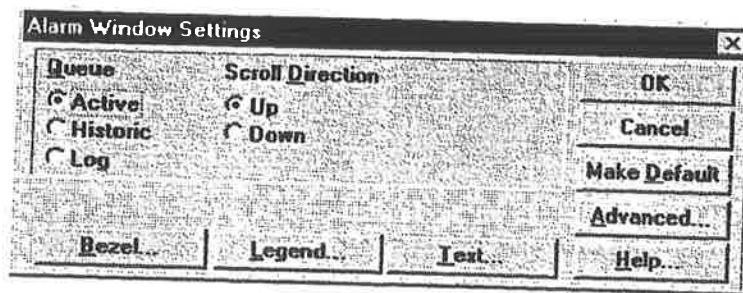 Alarm Window Settings
Queue
Active
Historic
Log
Scroll Direction
Up
Down
OK
Cancel
Make Default
Advanced...
Help...
Bezel...
Legend...
Text...